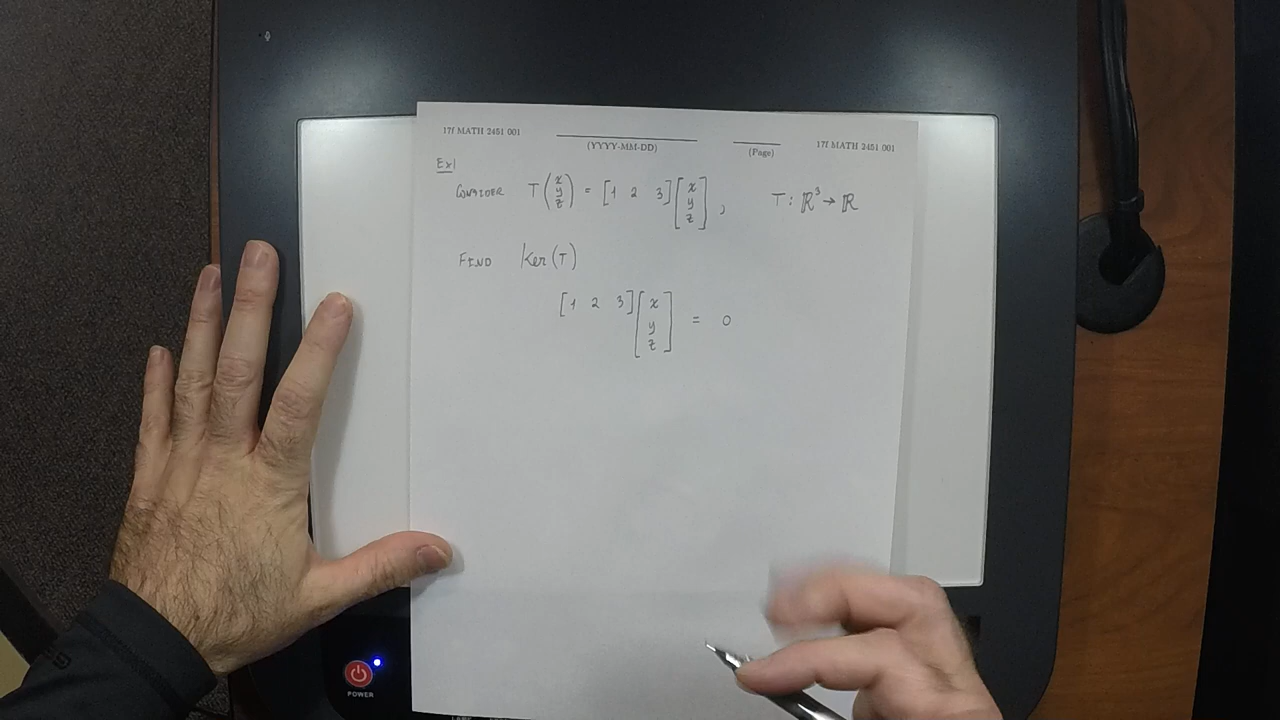 17f MATH 2451 001 (YYYY-MM-DD) (Page) 17f MATH 2451 001
Ex1
CONSIDER T(x y z) = [1 2 3][x y z], T: ℝ³ → ℝ
FIND Ker(T)
[1 2 3][x y z] = 0
POWER